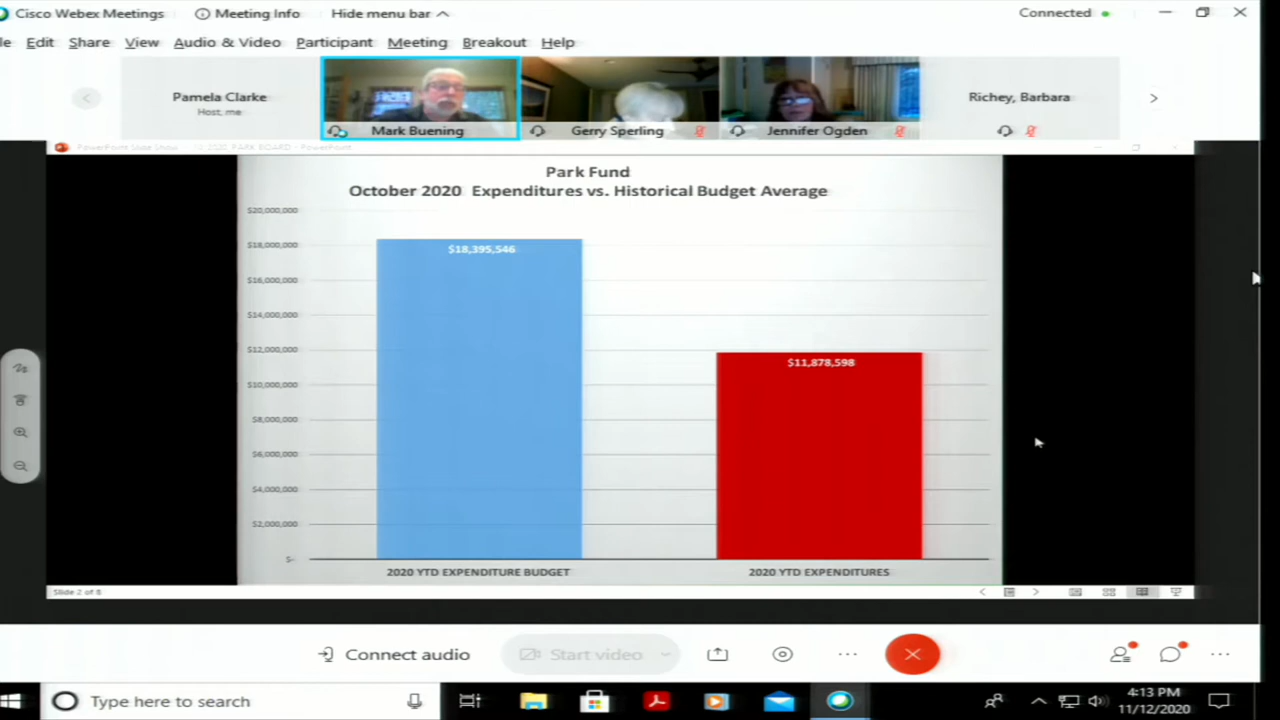 Cisco Webex Meetings
Meeting Info
Hide menu bar
Connected
le Edit Share View Audio & Video Participant Meeting Breakout Help
Pamela Clarke
Host, me
Mark Buening
Gerry Sperling
Jennifer Ogden
Richey, Barbara
Park Fund
October 2020 Expenditures vs. Historical Budget Average
$20,000,000
$18,000,000
$16,000,000
$14,000,000
$12,000,000
$10,000,000
$8,000,000
$6,000,000
$4,000,000
$2,000,000
$-
$18,395,546
$11,878,598
2020 YTD EXPENDITURE BUDGET
2020 YTD EXPENDITURES
Slide 2 of 8
Connect audio
Start video
Type here to search
4:13 PM
11/12/2020